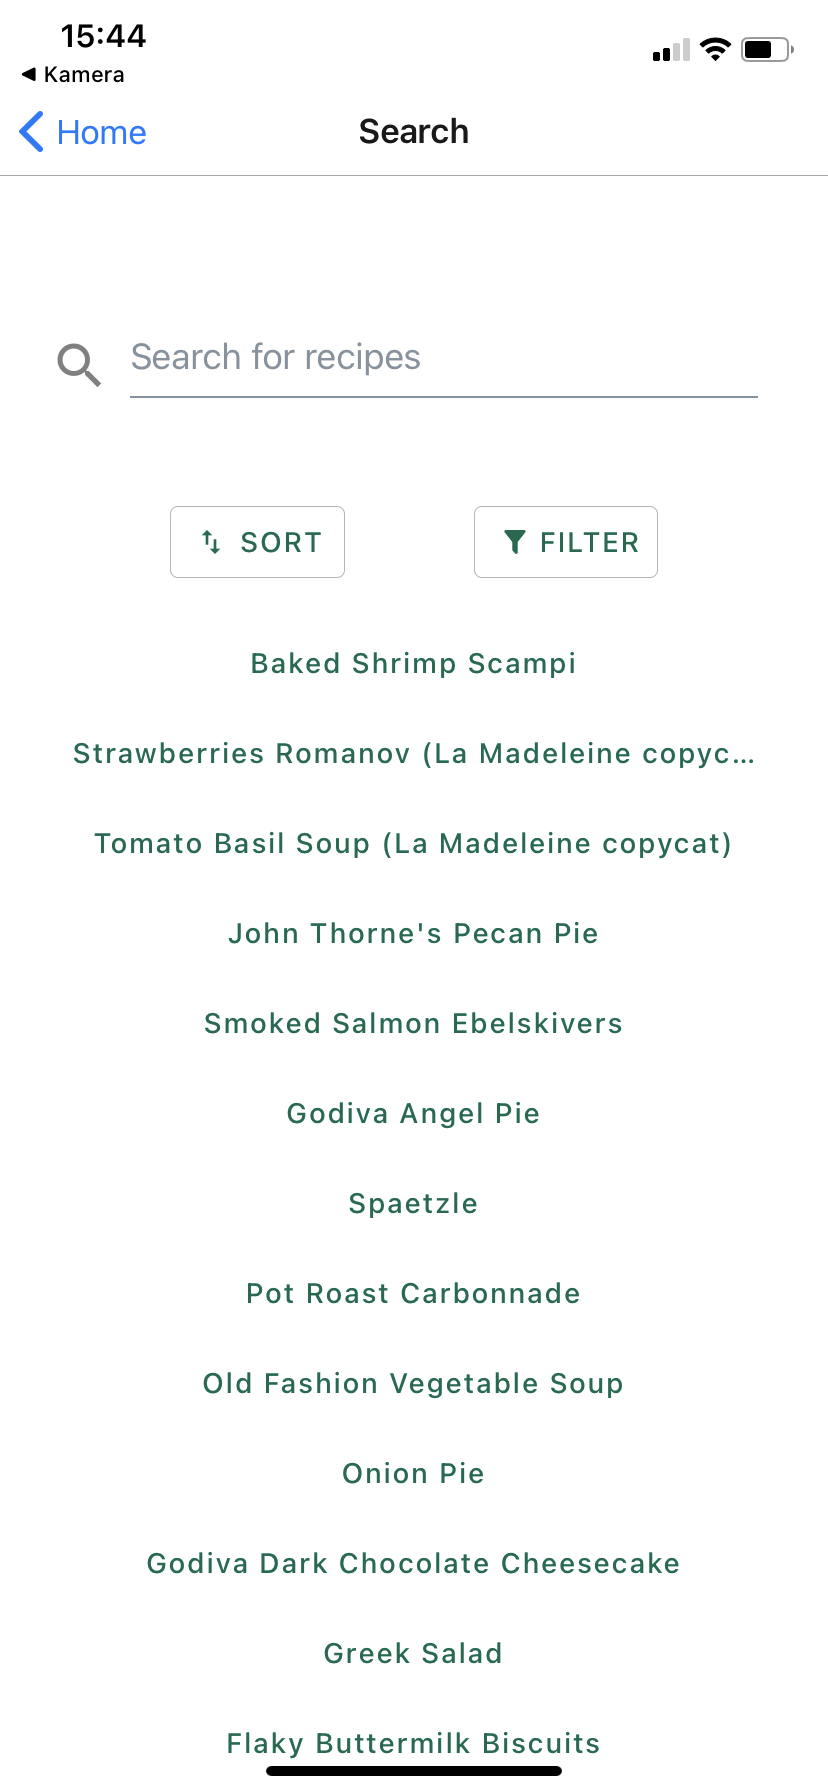 15:44
◀ Kamera
Home
Search
Search for recipes
SORT
FILTER
Baked Shrimp Scampi
Strawberries Romanov (La Madeleine copyc...
Tomato Basil Soup (La Madeleine copycat)
John Thorne's Pecan Pie
Smoked Salmon Ebelskivers
Godiva Angel Pie
Spaetzle
Pot Roast Carbonnade
Old Fashion Vegetable Soup
Onion Pie
Godiva Dark Chocolate Cheesecake
Greek Salad
Flaky Buttermilk Biscuits